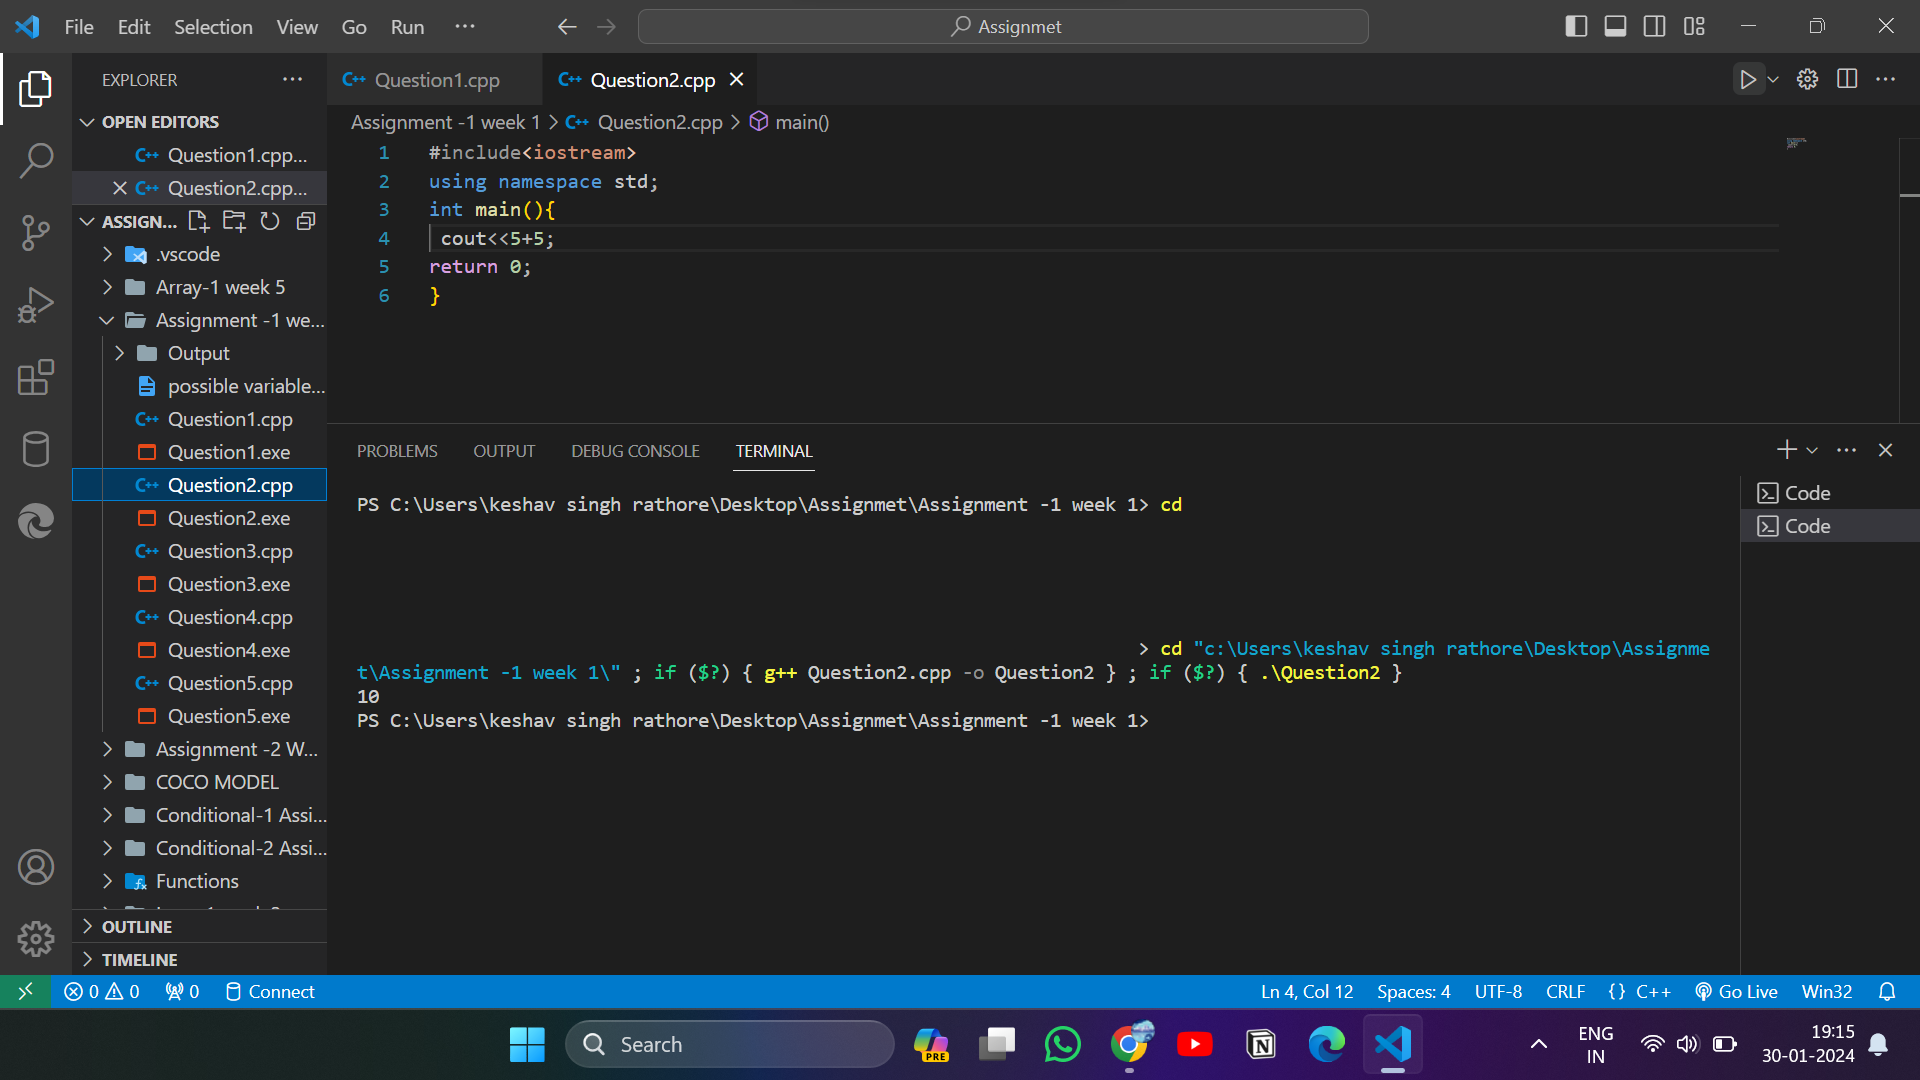 File Edit Selection View Go Run ··· Assignmet
EXPLORER ···
OPEN EDITORS
C++ Question1.cpp...
C++ Question2.cpp...
ASSIGN...
.vscode
Array-1 week 5
Assignment -1 we...
Output
possible variable...
C++ Question1.cpp
Question1.exe
C++ Question2.cpp
Question2.exe
C++ Question3.cpp
Question3.exe
C++ Question4.cpp
Question4.exe
C++ Question5.cpp
Question5.exe
Assignment -2 W...
COCO MODEL
Conditional-1 Assi...
Conditional-2 Assi...
Functions
OUTLINE
TIMELINE
C++ Question1.cpp C++ Question2.cpp
Assignment -1 week 1 > C++ Question2.cpp > main()
1 #include<iostream>
2 using namespace std;
3 int main(){
4 cout<<5+5;
5 return 0;
6 }
PROBLEMS OUTPUT DEBUG CONSOLE TERMINAL
PS C:\Users\keshav singh rathore\Desktop\Assignmet\Assignment -1 week 1> cd
> cd "c:\Users\keshav singh rathore\Desktop\Assignme
t\Assignment -1 week 1\" ; if ($?) { g++ Question2.cpp -o Question2 } ; if ($?) { .\Question2 }
10
PS C:\Users\keshav singh rathore\Desktop\Assignmet\Assignment -1 week 1>
Code
Code
0 0 0 Connect Ln 4, Col 12 Spaces: 4 UTF-8 CRLF {} C++ Go Live Win32
Search
PRE
ENG
IN
19:15
30-01-2024